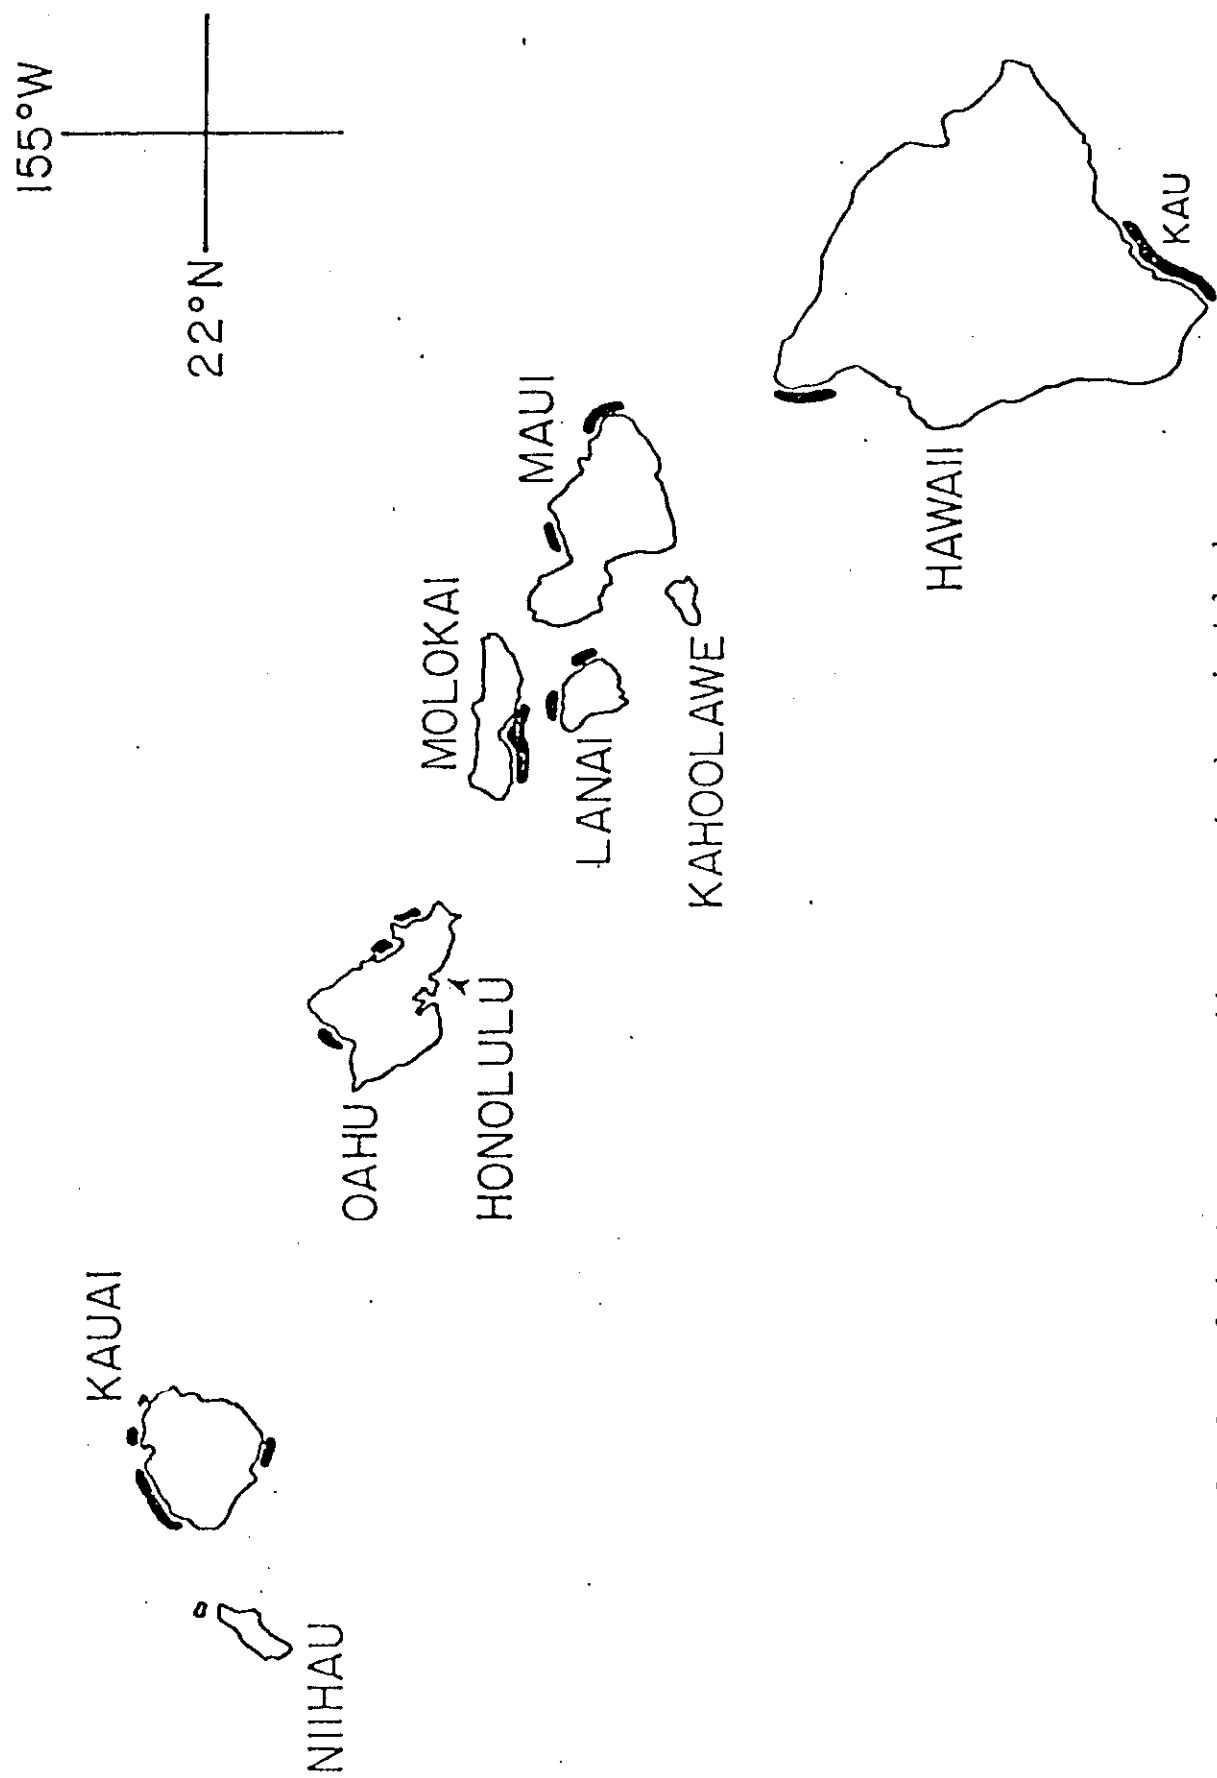 155°W
22°N
KAUAI
NIIHAU
OAHU
HONOLULU
MOLOKAI
LANAI
MAUI
KAHOOLAWE
HAWAII
KAU